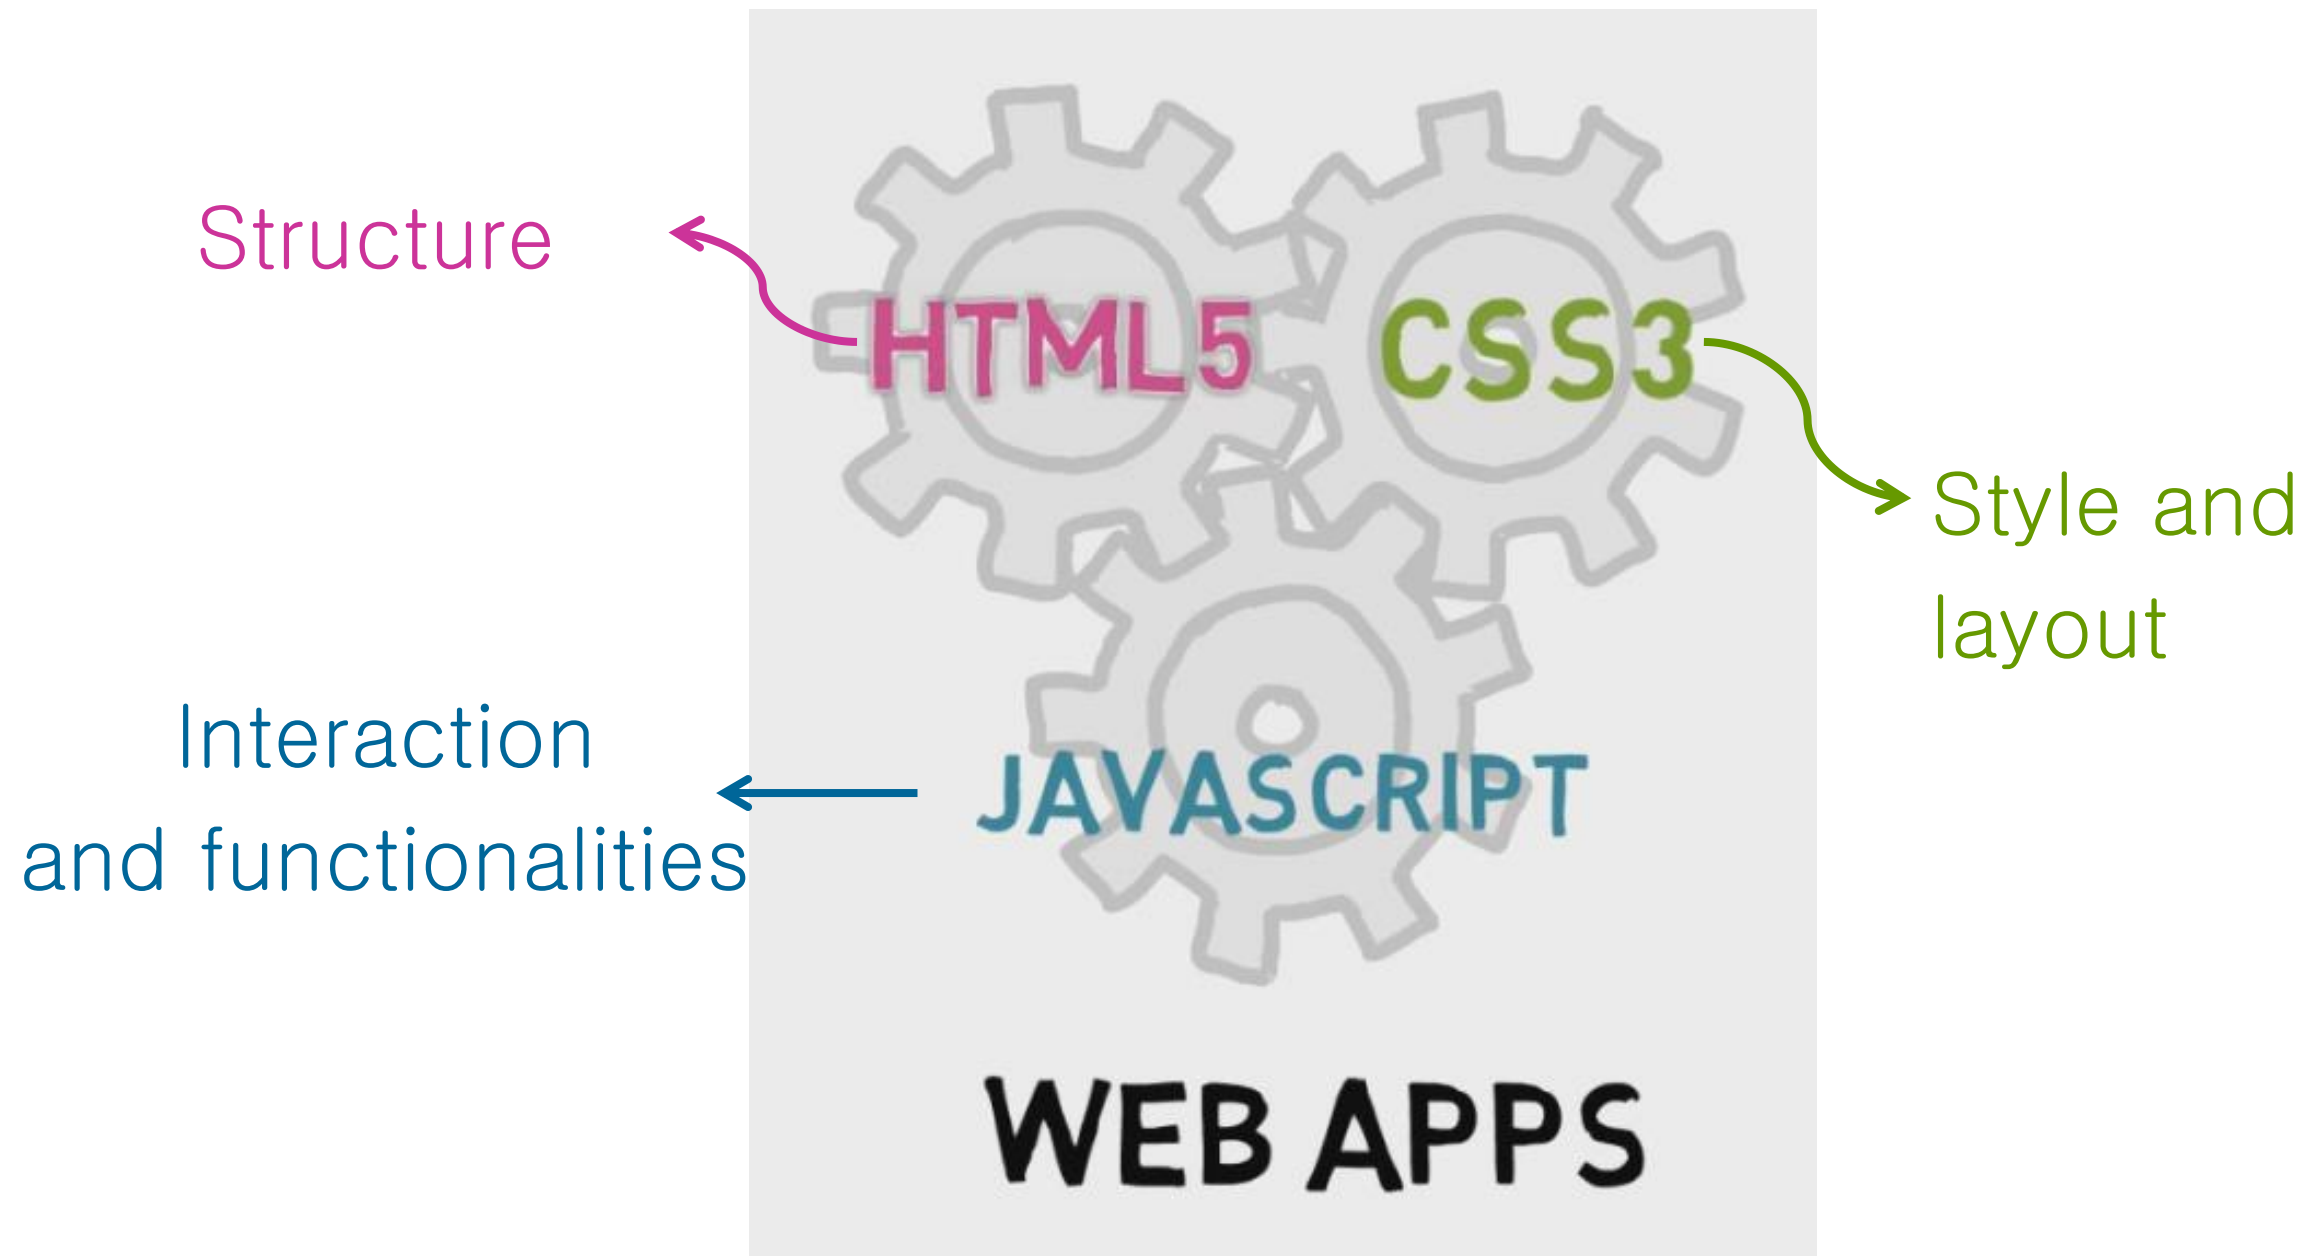 Structure
HTML5
CSS3
Style and
layout
Interaction
and functionalities
JAVASCRIPT
WEB APPS